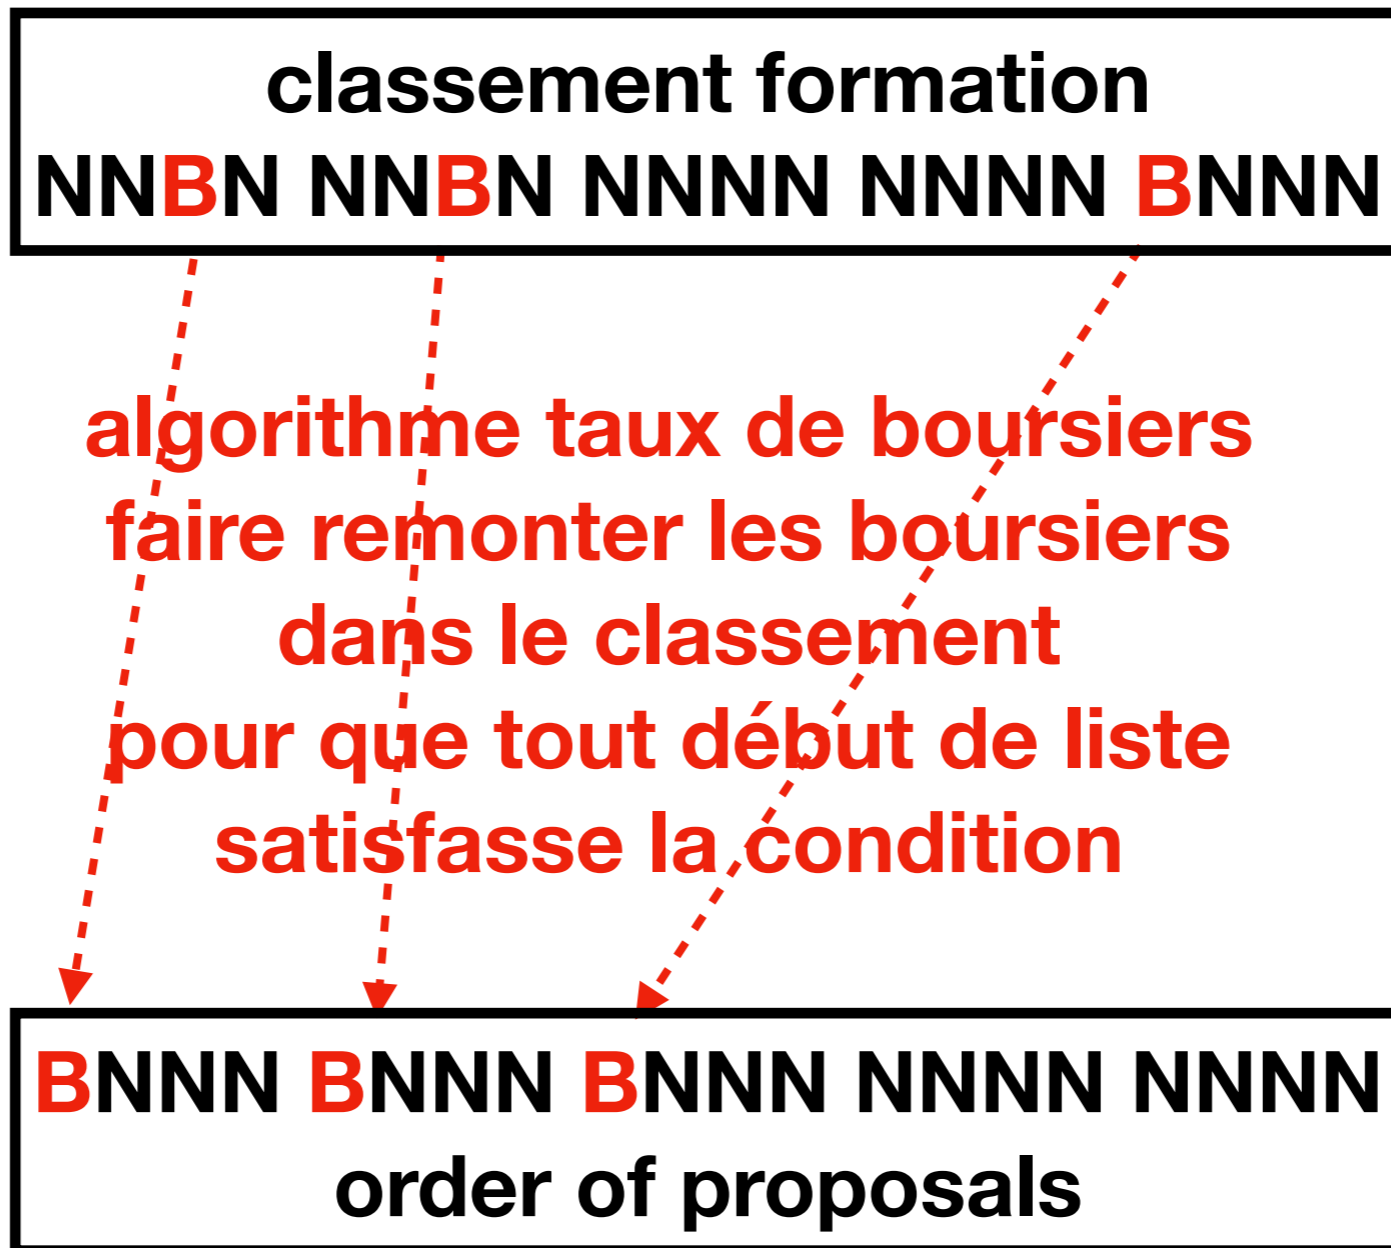 classement formation
NNBN NNBN NNNN NNNN BNNN
algorithme taux de boursiers
faire remonter les boursiers
dans le classement
pour que tout début de liste
satisfasse la condition
BNNN BNNN BNNN NNNN NNNN
order of proposals